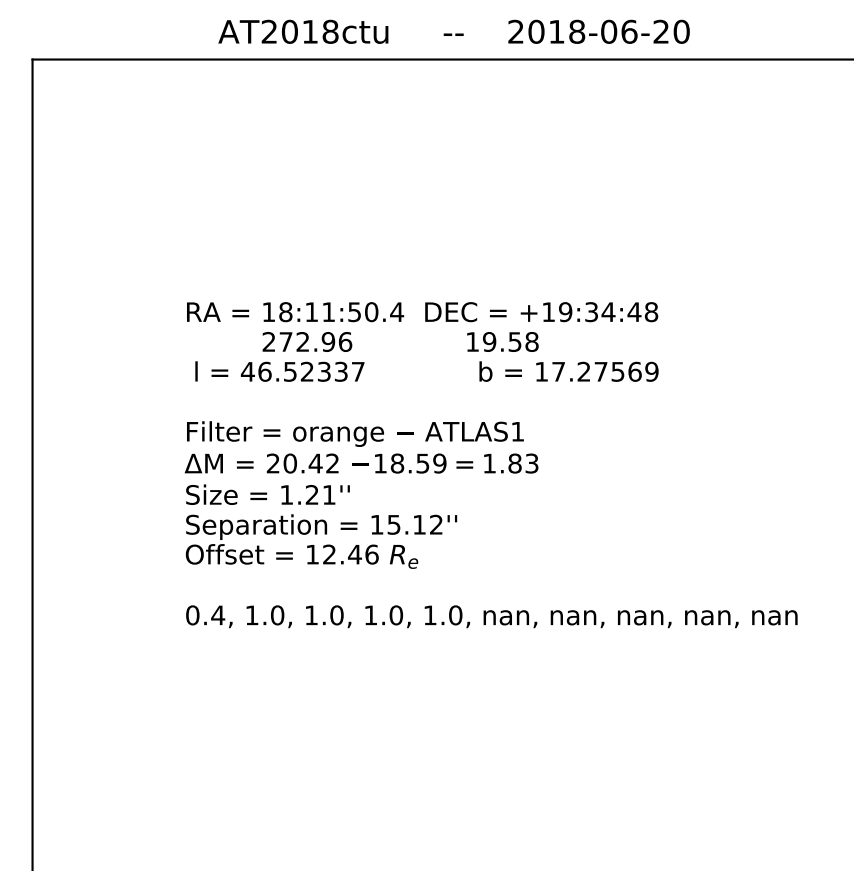 AT2018ctu -- 2018-06-20
RA = 18:11:50.4 DEC = +19:34:48
272.96 19.58
l = 46.52337 b = 17.27569
Filter = orange − ATLAS1
ΔM = 20.42 −18.59 = 1.83
Size = 1.21''
Separation = 15.12''
Offset = 12.46 Rₑ
0.4, 1.0, 1.0, 1.0, 1.0, nan, nan, nan, nan, nan